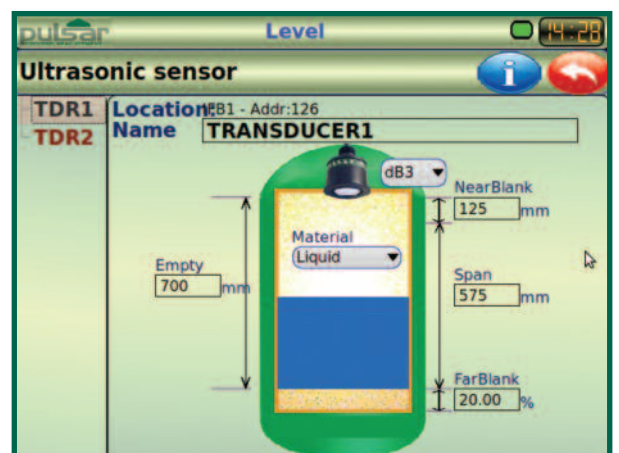 pulsar
Level
14:28
Ultrasonic sensor
i
TDR1
TDR2
Location: IFB1 - Addr:126
Name TRANSDUCER1
dB3
NearBlank
125 mm
Material
Liquid
Empty
700 mm
Span
575 mm
FarBlank
20.00 %